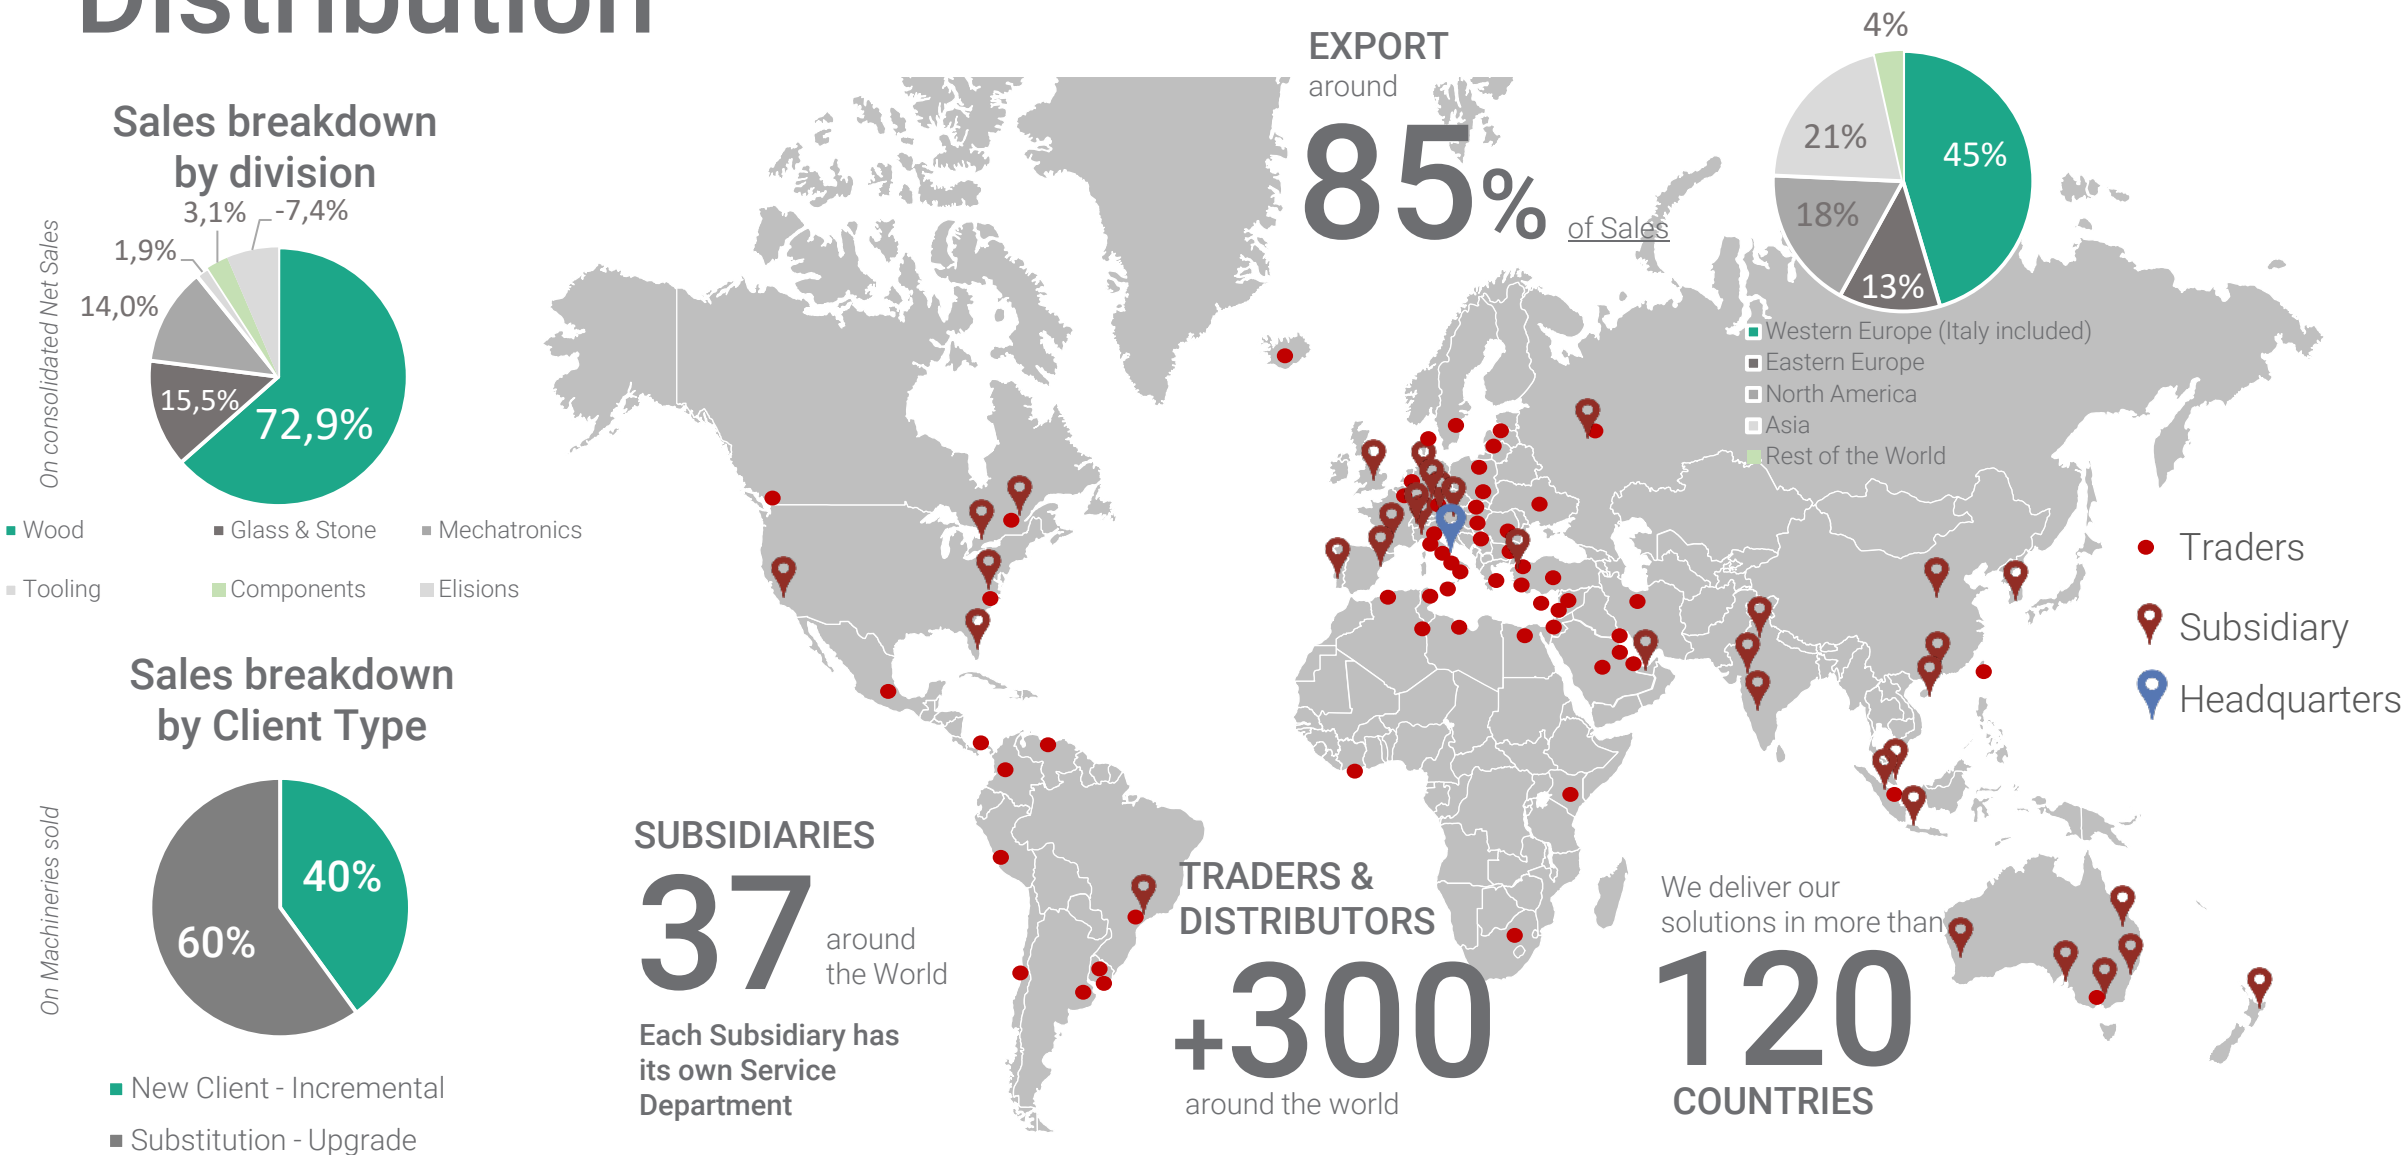 Distribution
Sales breakdown
by division
On consolidated Net Sales
3,1%
-7,4%
1,9%
14,0%
15,5%
72,9%
Wood
Glass & Stone
Mechatronics
Tooling
Components
Elisions
Sales breakdown
by Client Type
On Machineries sold
40%
60%
New Client - Incremental
Substitution - Upgrade
EXPORT
around
85%
of Sales
4%
21%
45%
18%
13%
Western Europe (Italy included)
Eastern Europe
North America
Asia
Rest of the World
Traders
Subsidiary
Headquarters
SUBSIDIARIES
37
around
the World
Each Subsidiary has
its own Service
Department
TRADERS &
DISTRIBUTORS
+300
around the world
We deliver our
solutions in more than
120
COUNTRIES